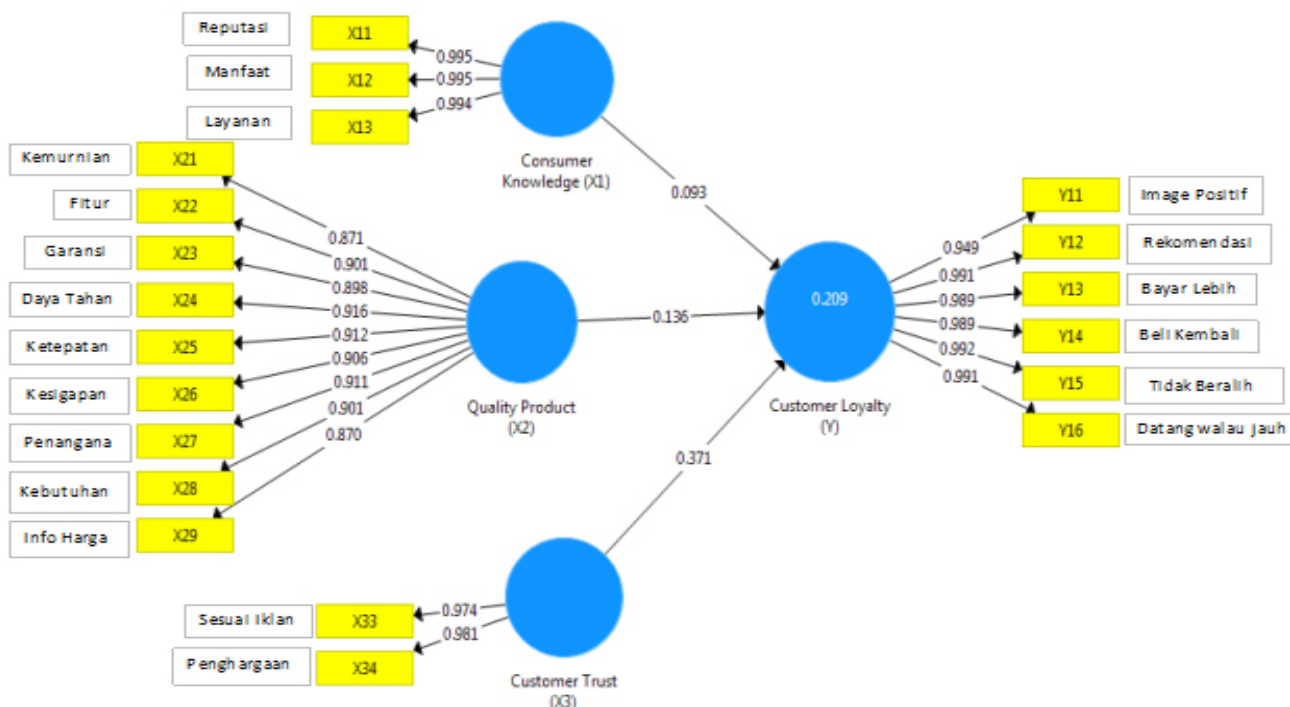 Reputasi
X11
0.995
Manfaat
X12
0.995
Layanan
X13
0.994
Consumer
Knowledge (X1)
0.093
Kemurnian
X21
0.871
Fitur
X22
0.901
Garansi
X23
0.898
Daya Tahan
X24
0.916
Ketepatan
X25
0.912
Kesigapan
X26
0.906
Penangana
X27
0.911
Kebutuhan
X28
0.901
Info Harga
X29
0.870
Quality Product
(X2)
0.136
Sesuai Iklan
X33
0.974
Penghargaan
X34
0.981
Customer Trust
(X3)
0.371
0.209
Customer Loyalty
(Y)
0.949
Y11
Image Positif
0.991
Y12
Rekomendasi
0.989
Y13
Bayar Lebih
0.989
Y14
Beli Kembali
0.992
Y15
Tidak Beralih
0.991
Y16
Datang walau jauh